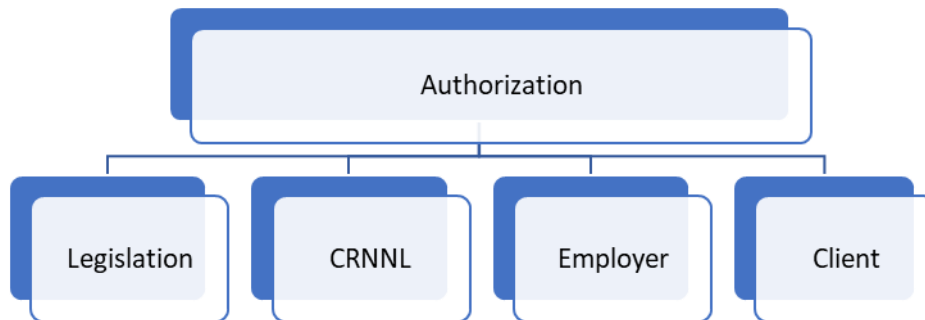 Authorization
Legislation
CRNNL
Employer
Client